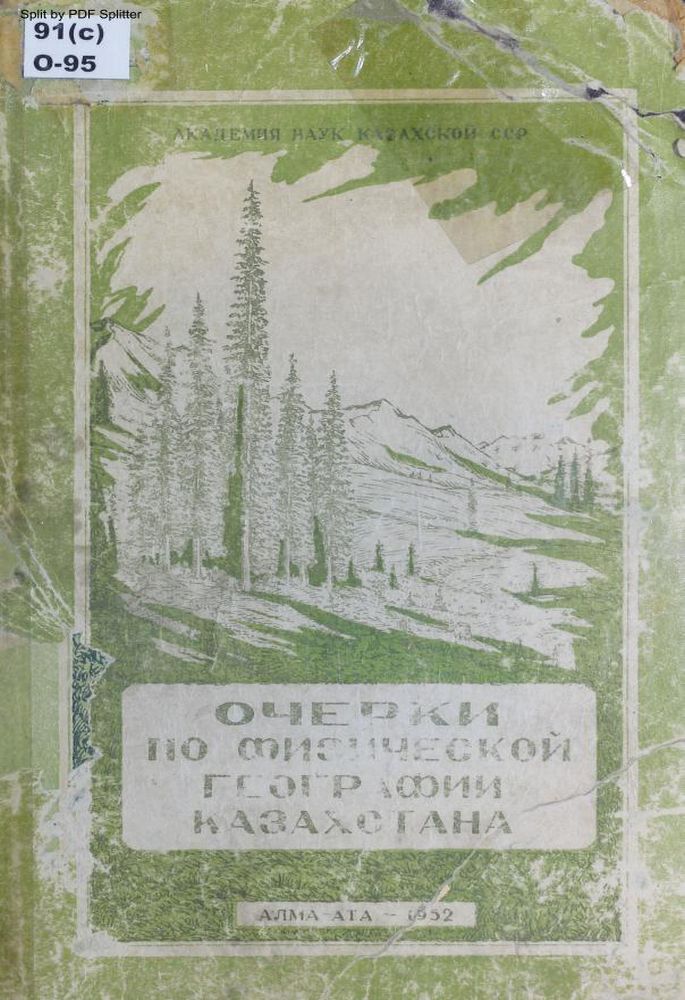 Split by PDF Splitter
91(с)
О-95
АКАДЕМИЯ НАУК КАЗАХСКОЙ ССР
ОЧЕРКИ
ПО ФИЗИЧЕСКОЙ
ГЕОГРАФИИ
КАЗАХСТАНА
АЛМА-АТА - 1952